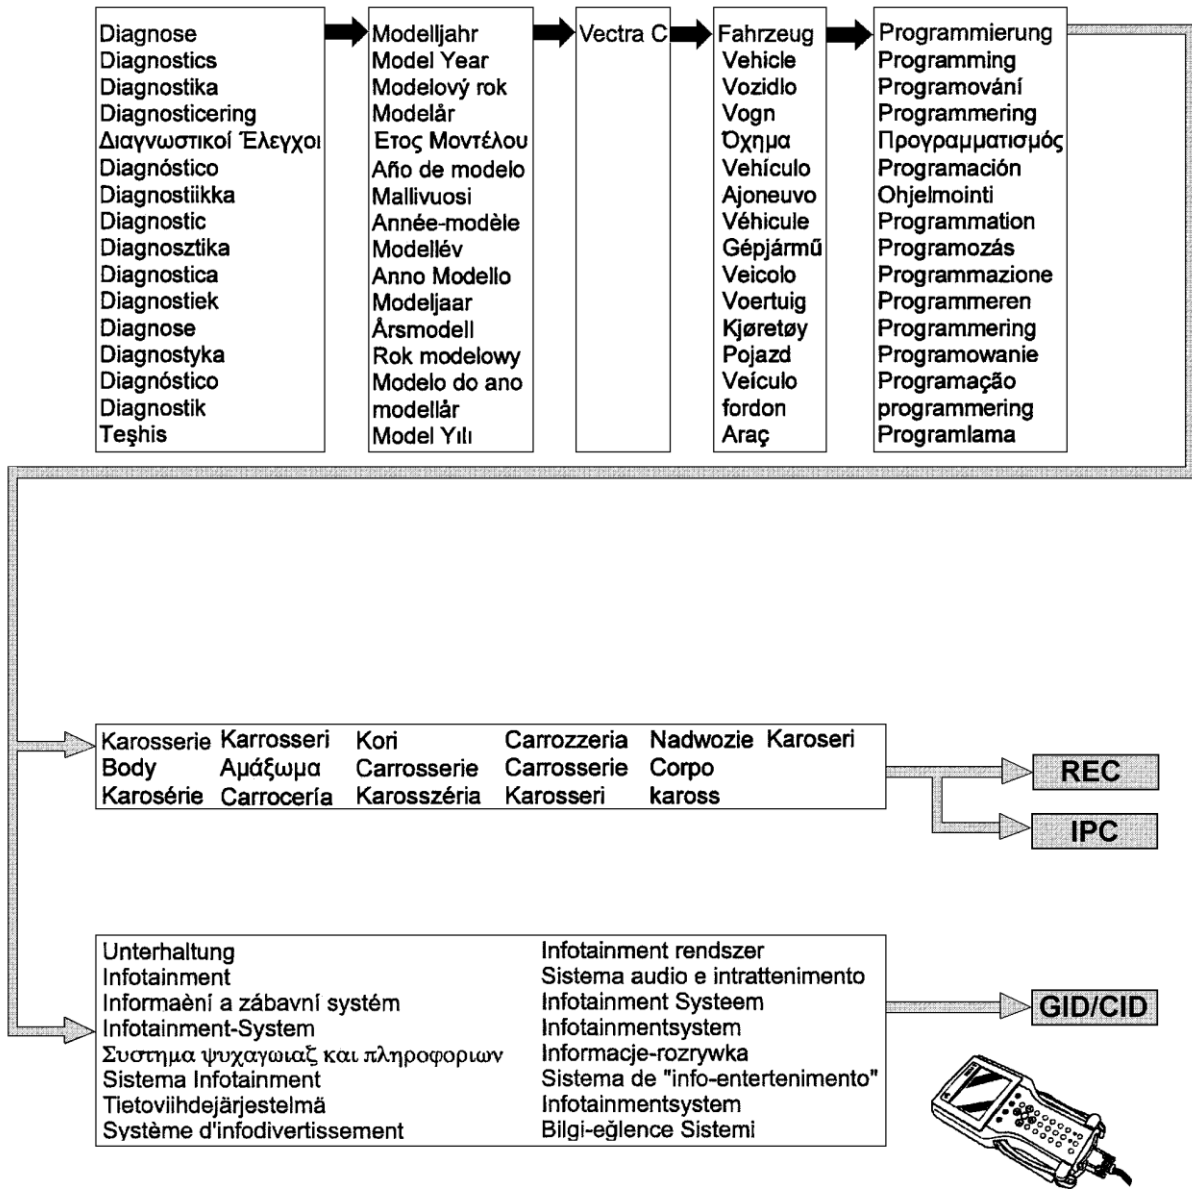 Diagnose
Diagnostics
Diagnostika
Diagnosticering
Διαγνωστικοί Έλεγχοι
Diagnóstico
Diagnostiikka
Diagnostic
Diagnosztika
Diagnostica
Diagnostiek
Diagnose
Diagnostyka
Diagnóstico
Diagnostik
Teşhis
Modelljahr
Model Year
Modelový rok
Modelår
Έτος Μοντέλου
Año de modelo
Mallivuosi
Année-modèle
Modellév
Anno Modello
Modeljaar
Årsmodell
Rok modelowy
Modelo do ano
modellår
Model Yılı
Vectra C
Fahrzeug
Vehicle
Vozidlo
Vogn
Όχημα
Vehículo
Ajoneuvo
Véhicule
Gépjármű
Veicolo
Voertuig
Kjøretøy
Pojazd
Veículo
fordon
Araç
Programmierung
Programming
Programování
Programmering
Προγραμματισμός
Programación
Ohjelmointi
Programmation
Programozás
Programmazione
Programmeren
Programmering
Programowanie
Programação
programmering
Programlama
Karosserie Karrosseri Kori Carrozzeria Nadwozie Karoseri
Body Αμάξωμα Carrosserie Carrosserie Corpo
Karosérie Carrocería Karosszéria Karosseri kaross
REC
IPC
Unterhaltung
Infotainment
Informaèní a zábavní systém
Infotainment-System
Συστημα ψυχαγωιαζ και πληροφοριων
Sistema Infotainment
Tietoviihdejärjestelmä
Système d'infodivertissement
Infotainment rendszer
Sistema audio e intrattenimento
Infotainment Systeem
Infotainmentsystem
Informacje-rozrywka
Sistema de "info-entertenimento"
Infotainmentsystem
Bilgi-eğlence Sistemi
GID/CID